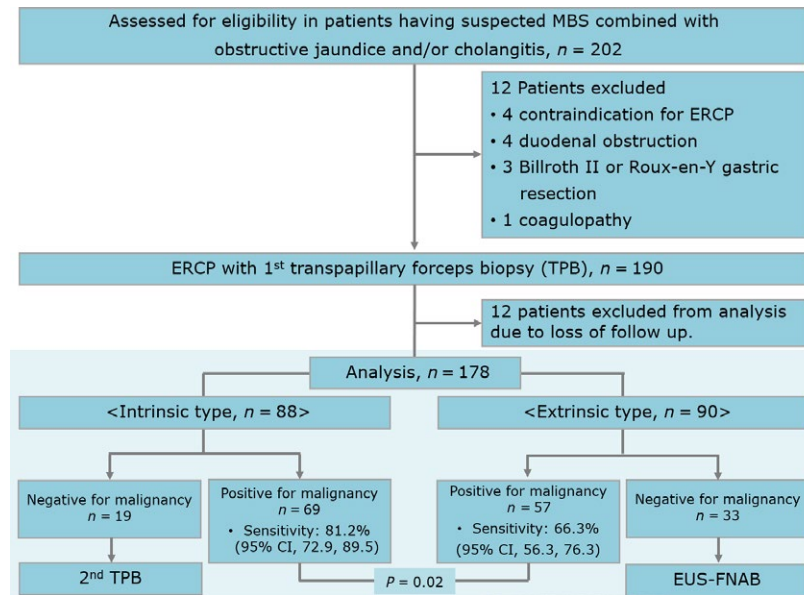 Assessed for eligibility in patients having suspected MBS combined with
obstructive jaundice and/or cholangitis, n = 202
12 Patients excluded
• 4 contraindication for ERCP
• 4 duodenal obstruction
• 3 Billroth II or Roux-en-Y gastric
resection
• 1 coagulopathy
ERCP with 1st transpapillary forceps biopsy (TPB), n = 190
12 patients excluded from analysis
due to loss of follow up.
Analysis, n = 178
<Intrinsic type, n = 88>
<Extrinsic type, n = 90>
Negative for malignancy
n = 19
Positive for malignancy
n = 69
• Sensitivity: 81.2%
(95% CI, 72.9, 89.5)
Positive for malignancy
n = 57
• Sensitivity: 66.3%
(95% CI, 56.3, 76.3)
Negative for malignancy
n = 33
2nd TPB
P = 0.02
EUS-FNAB